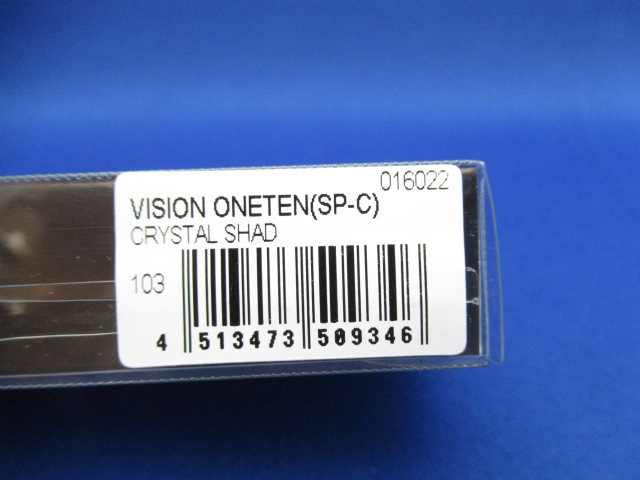 016022
VISION ONETEN(SP-C)
CRYSTAL SHAD
103
4 513473 509346